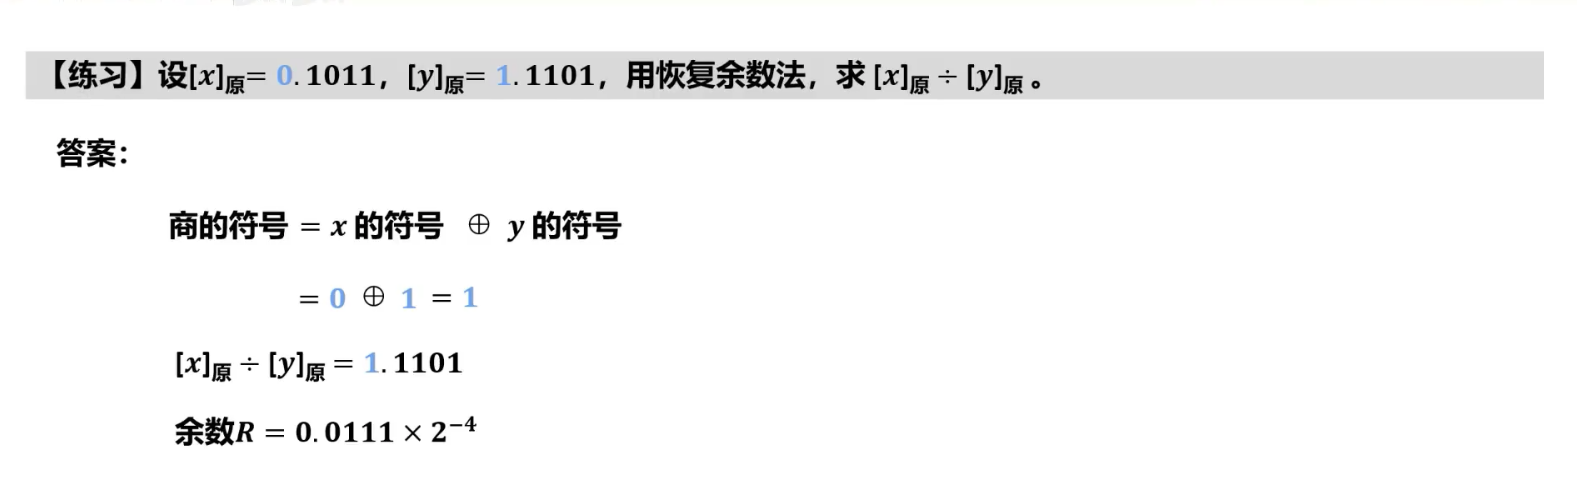 【练习】设[x]原= 0.1011，[y]原= 1.1101，用恢复余数法，求 [x]原 ÷ [y]原 。
答案：
商的符号 = x 的符号 ⊕ y 的符号
= 0 ⊕ 1 = 1
[x]原 ÷ [y]原 = 1.1101
余数R = 0.0111 × 2⁻⁴